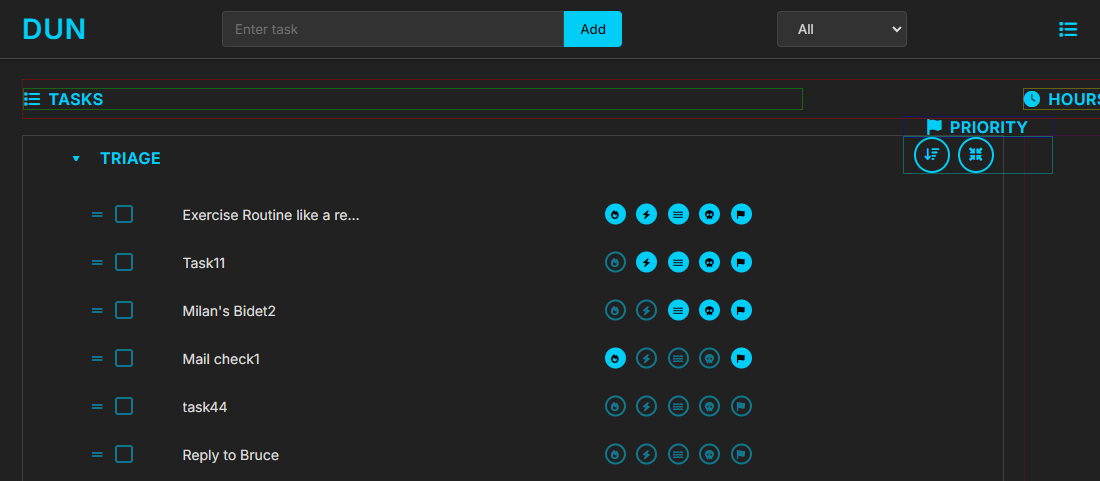 DUN
Enter task
Add
All
TASKS
HOURS
PRIORITY
TRIAGE
Exercise Routine like a re...
Task11
Milan's Bidet2
Mail check1
task44
Reply to Bruce